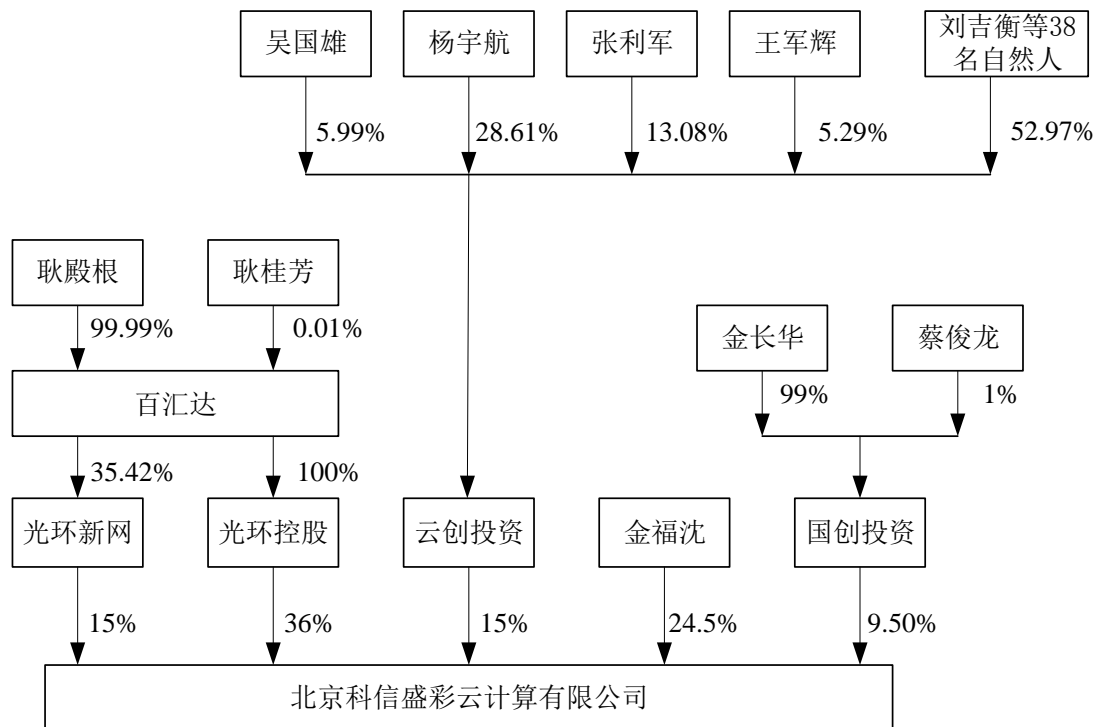 吴国雄
杨宇航
张利军
王军辉
刘吉衡等38
名自然人
5.99%
28.61%
13.08%
5.29%
52.97%
耿殿根
耿桂芳
99.99%
0.01%
金长华
蔡俊龙
百汇达
99%
1%
35.42%
100%
光环新网
光环控股
云创投资
金福沈
国创投资
15%
36%
15%
24.5%
9.50%
北京科信盛彩云计算有限公司